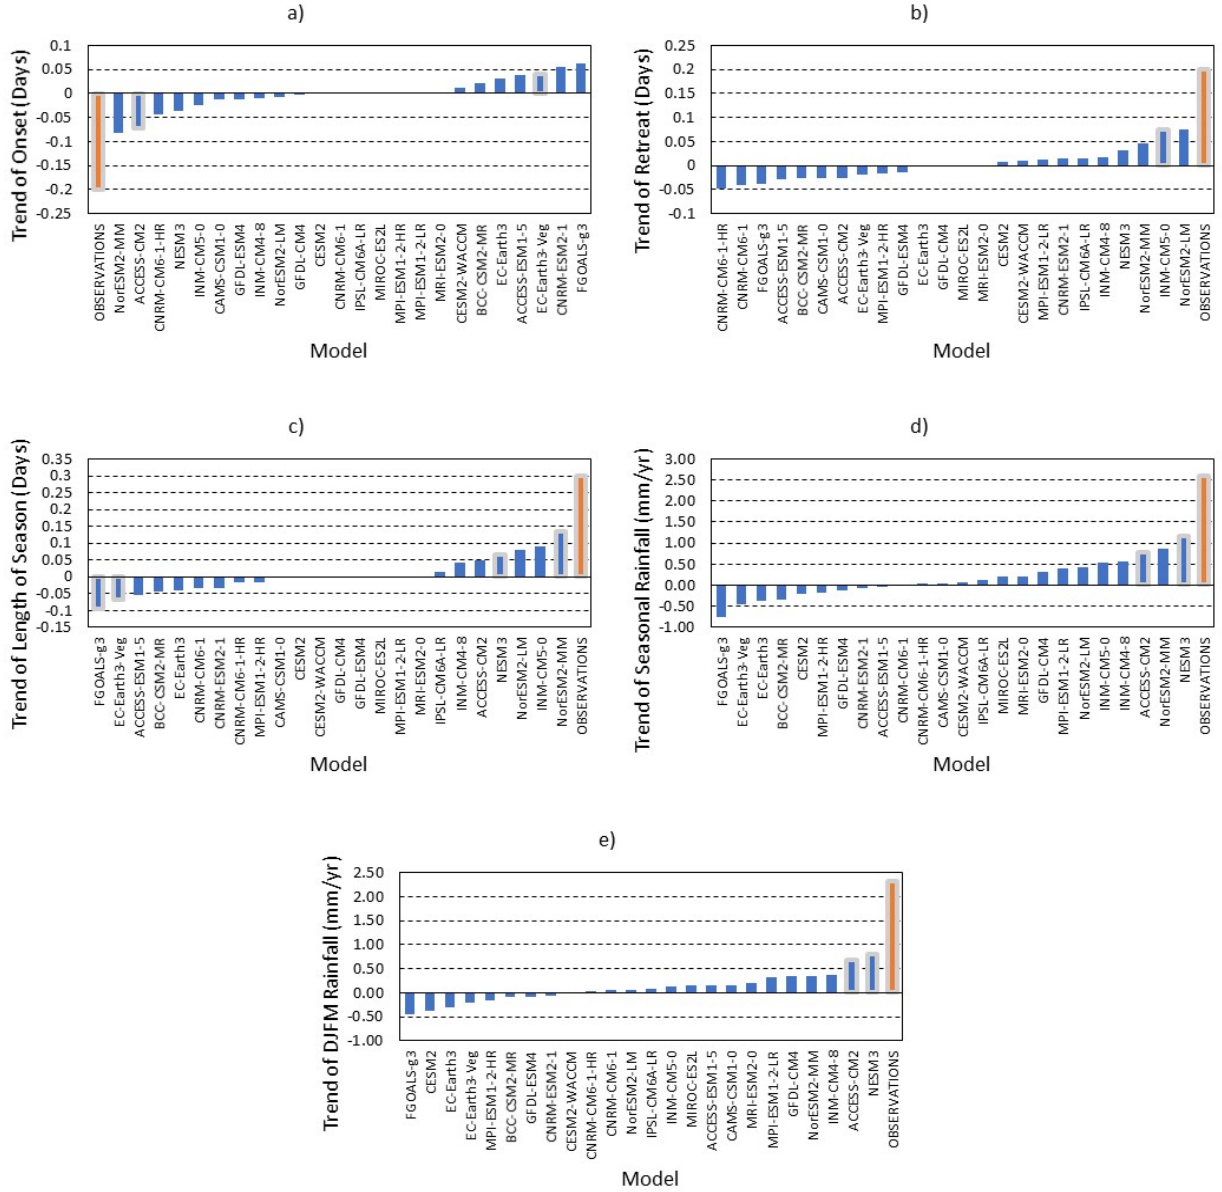 a)
Trend of Onset (Days)
0.1
0.05
0
-0.05
-0.1
-0.15
-0.2
-0.25
OBSERVATIONS
NorESM2-MM
ACCESS-CM2
CNRM-CM6-1-HR
NESM3
INM-CM5-0
CAMS-CSM1-0
GFDL-ESM4
INM-CM4-8
NorESM2-LM
GFDL-CM4
CESM2
CNRM-CM6-1
IPSL-CM6A-LR
MIROC-ES2L
MPI-ESM1-2-HR
MPI-ESM1-2-LR
MRI-ESM2-0
CESM2-WACCM
BCC-CSM2-MR
EC-Earth3
ACCESS-ESM1-5
EC-Earth3-Veg
CNRM-ESM2-1
FGOALS-g3
Model
b)
Trend of Retreat (Days)
0.25
0.2
0.15
0.1
0.05
0
-0.05
-0.1
CNRM-CM6-1-HR
CNRM-CM6-1
FGOALS-g3
ACCESS-ESM1-5
BCC-CSM2-MR
CAMS-CSM1-0
ACCESS-CM2
EC-Earth3-Veg
MPI-ESM1-2-HR
GFDL-ESM4
EC-Earth3
GFDL-CM4
MIROC-ES2L
MRI-ESM2-0
CESM2
CESM2-WACCM
MPI-ESM1-2-LR
CNRM-ESM2-1
IPSL-CM6A-LR
INM-CM4-8
NESM3
NorESM2-MM
INM-CM5-0
NorESM2-LM
OBSERVATIONS
Model
c)
Trend of Length of Season (Days)
0.35
0.3
0.25
0.2
0.15
0.1
0.05
0
-0.05
-0.1
-0.15
FGOALS-g3
EC-Earth3-Veg
ACCESS-ESM1-5
BCC-CSM2-MR
EC-Earth3
CNRM-CM6-1
CNRM-ESM2-1
CNRM-CM6-1-HR
MPI-ESM1-2-HR
CAMS-CSM1-0
CESM2
CESM2-WACCM
GFDL-CM4
GFDL-ESM4
MIROC-ES2L
MPI-ESM1-2-LR
MRI-ESM2-0
IPSL-CM6A-LR
INM-CM4-8
ACCESS-CM2
NESM3
NorESM2-LM
INM-CM5-0
NorESM2-MM
OBSERVATIONS
Model
d)
Trend of Seasonal Rainfall (mm/yr)
3.00
2.50
2.00
1.50
1.00
0.50
0.00
-0.50
-1.00
FGOALS-g3
EC-Earth3-Veg
EC-Earth3
BCC-CSM2-MR
CESM2
MPI-ESM1-2-HR
GFDL-ESM4
CNRM-ESM2-1
ACCESS-ESM1-5
CNRM-CM6-1
CNRM-CM6-1-HR
CAMS-CSM1-0
CESM2-WACCM
IPSL-CM6A-LR
MIROC-ES2L
MRI-ESM2-0
GFDL-CM4
MPI-ESM1-2-LR
NorESM2-LM
INM-CM5-0
INM-CM4-8
ACCESS-CM2
NorESM2-MM
NESM3
OBSERVATIONS
Model
e)
Trend of DJFM Rainfall (mm/yr)
2.50
2.00
1.50
1.00
0.50
0.00
-0.50
-1.00
FGOALS-g3
CESM2
EC-Earth3
EC-Earth3-Veg
MPI-ESM1-2-HR
BCC-CSM2-MR
GFDL-ESM4
CNRM-ESM2-1
CESM2-WACCM
CNRM-CM6-1-HR
CNRM-CM6-1
NorESM2-LM
IPSL-CM6A-LR
INM-CM5-0
MIROC-ES2L
ACCESS-ESM1-5
CAMS-CSM1-0
MRI-ESM2-0
MPI-ESM1-2-LR
GFDL-CM4
NorESM2-MM
INM-CM4-8
ACCESS-CM2
NESM3
OBSERVATIONS
Model